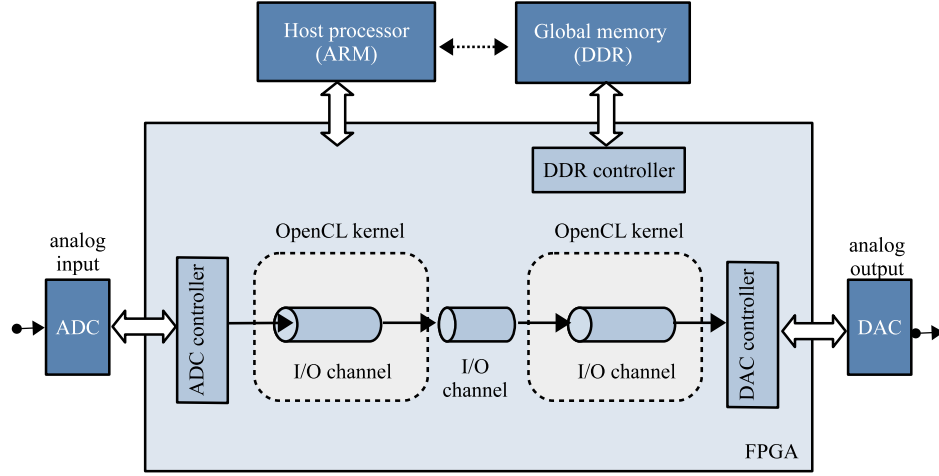 Host processor
(ARM)
Global memory
(DDR)
DDR controller
OpenCL kernel
OpenCL kernel
analog
input
analog
output
ADC
ADC controller
I/O channel
I/O
channel
I/O channel
DAC controller
DAC
FPGA